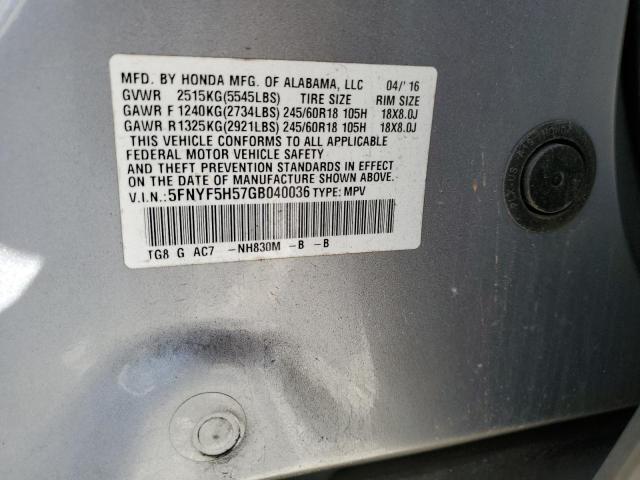 MFD. BY HONDA MFG. OF ALABAMA, LLC 04/'16
GVWR 2515KG(5545LBS) TIRE SIZE RIM SIZE
GAWR F 1240KG(2734LBS) 245/60R18 105H 18X8.0J
GAWR R 1325KG(2921LBS) 245/60R18 105H 18X8.0J
THIS VEHICLE CONFORMS TO ALL APPLICABLE
FEDERAL MOTOR VEHICLE SAFETY
AND THEFT PREVENTION STANDARDS IN EFFECT
ON THE DATE OF MANUFACTURE SHOWN ABOVE.
V.I.N.: 5FNYF5H57GB040036 TYPE: MPV
TG8 G AC7 -NH830M -B -B